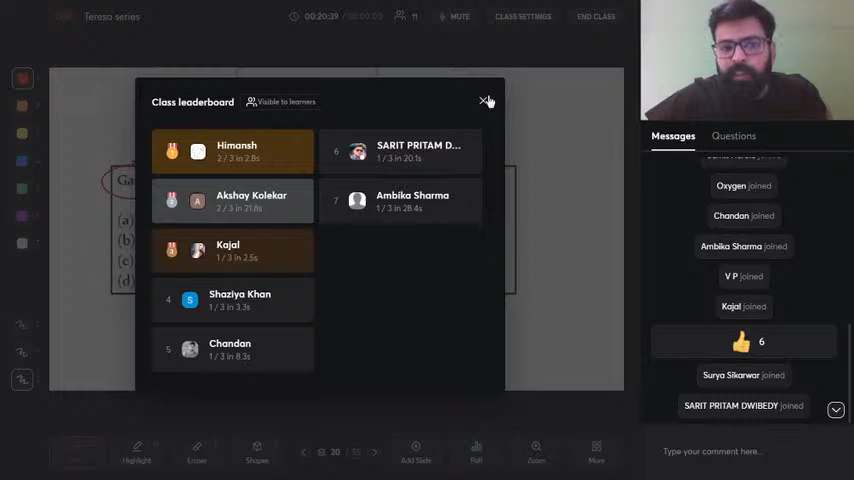 Tereso series
00:20:39 / 00:00:00
11
MUTE
CLASS SETTINGS
END CLASS
Class leaderboard
Visible to learners
Himansh
2 / 3 in 2.8s
A
Akshay Kolekar
2 / 3 in 21.8s
Kajal
1 / 3 in 2.5s
4
S
Shaziya Khan
1 / 3 in 3.3s
5
Chandan
1 / 3 in 8.3s
6
SARIT PRITAM D...
1 / 3 in 20.1s
7
Ambika Sharma
1 / 3 in 28.4s
Ga
(a)
(b)
(c)
(d)
Messages
Questions
Oxygen joined
Chandan joined
Ambika Sharma joined
V P joined
Kajal joined
6
Surya Sikarwar joined
SARIT PRITAM DWIBEDY joined
Type your comment here...
Highlight
Eraser
Shapes
20 / 55
Add Slide
Poll
Zoom
More